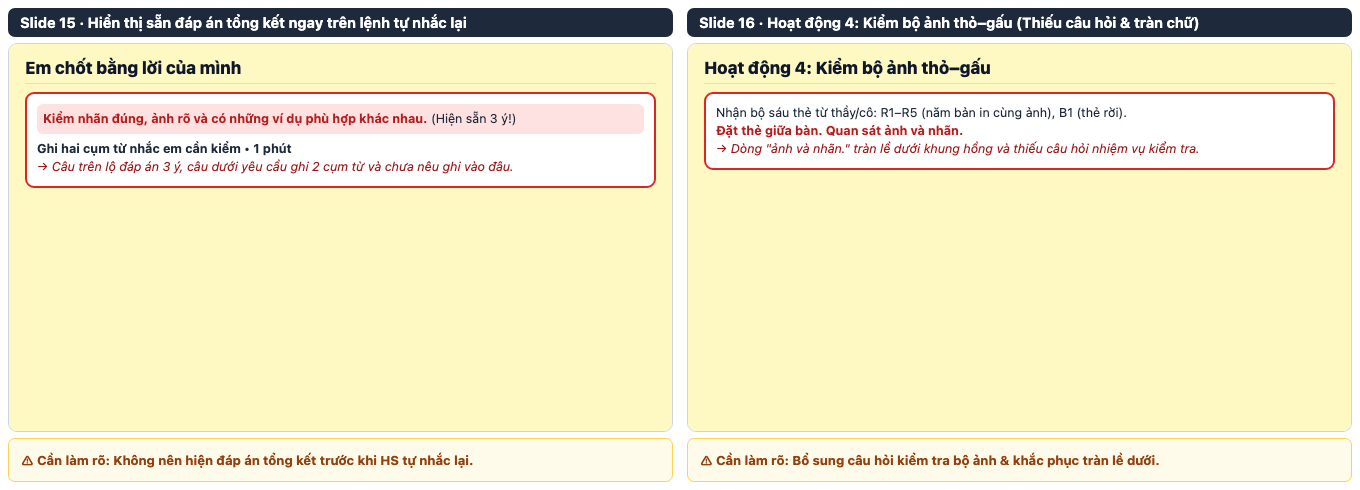 Slide 15 · Hiển thị sẵn đáp án tổng kết ngay trên lệnh tự nhắc lại
Em chốt bằng lời của mình
Kiểm nhãn đúng, ảnh rõ và có những ví dụ phù hợp khác nhau. (Hiện sẵn 3 ý!)
Ghi hai cụm từ nhắc em cần kiểm • 1 phút
→ Câu trên lộ đáp án 3 ý, câu dưới yêu cầu ghi 2 cụm từ và chưa nêu ghi vào đâu.
⚠ Cần làm rõ: Không nên hiện đáp án tổng kết trước khi HS tự nhắc lại.
Slide 16 · Hoạt động 4: Kiểm bộ ảnh thỏ–gấu (Thiếu câu hỏi & tràn chữ)
Hoạt động 4: Kiểm bộ ảnh thỏ–gấu
Nhận bộ sáu thẻ từ thầy/cô: R1–R5 (năm bản in cùng ảnh), B1 (thẻ rời).
Đặt thẻ giữa bàn. Quan sát ảnh và nhãn.
→ Dòng "ảnh và nhãn." tràn lề dưới khung hồng và thiếu câu hỏi nhiệm vụ kiểm tra.
⚠ Cần làm rõ: Bổ sung câu hỏi kiểm tra bộ ảnh & khắc phục tràn lề dưới.